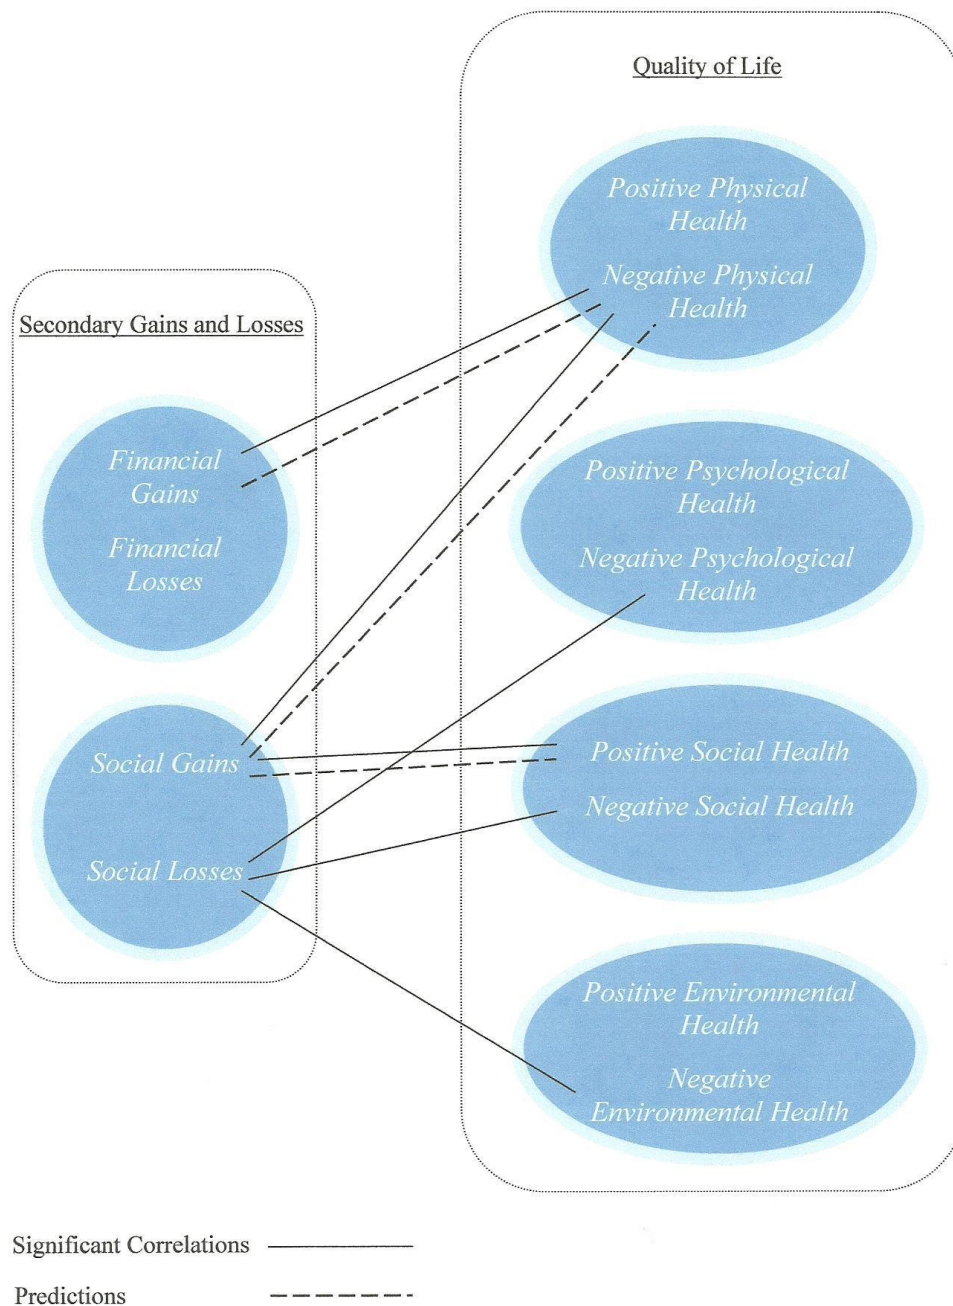 Quality of Life
Positive Physical
Health
Negative Physical
Health
Secondary Gains and Losses
Financial
Gains
Financial
Losses
Positive Psychological
Health
Negative Psychological
Health
Social Gains
Social Losses
Positive Social Health
Negative Social Health
Positive Environmental
Health
Negative
Environmental Health
Significant Correlations
Predictions